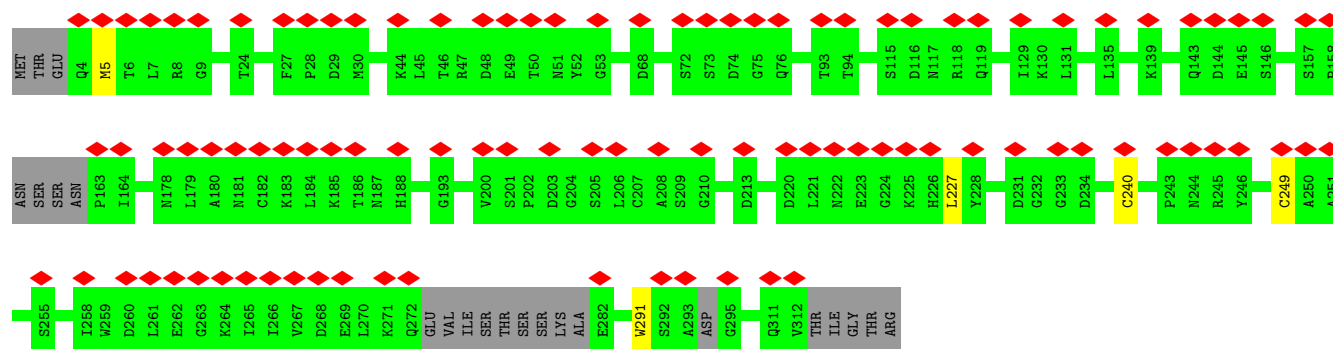 MET THR GLU Q4 M5 T6 L7 R8 G9 T24 F27 P28 D29 M30 K44 L45 T46 R47 D48 E49 T50 N51 Y52 G53 D68 S72 S73 D74 G75 Q76 T93 T94 S115 D116 N117 R118 Q119 I129 K130 L131 L135 K139 Q143 D144 E145 S146 S157 R158
ASN SER SER ASN P163 I164 N178 L179 A180 N181 C182 K183 L184 K185 T186 N187 H188 G193 V200 S201 P202 D203 G204 S205 L206 C207 A208 S209 G210 D213 D220 L221 N222 E223 G224 K225 H226 L227 Y228 D231 G232 G233 D234 C240 P243 N244 R245 Y246 C249 A250 A251
S255 I258 W259 D260 L261 E262 G263 K264 I265 I266 V267 D268 E269 L270 K271 Q272 GLU VAL ILE SER THR SER SER LYS ALA E282 W291 S292 A293 ASP G295 Q311 V312 THR ILE GLY THR ARG